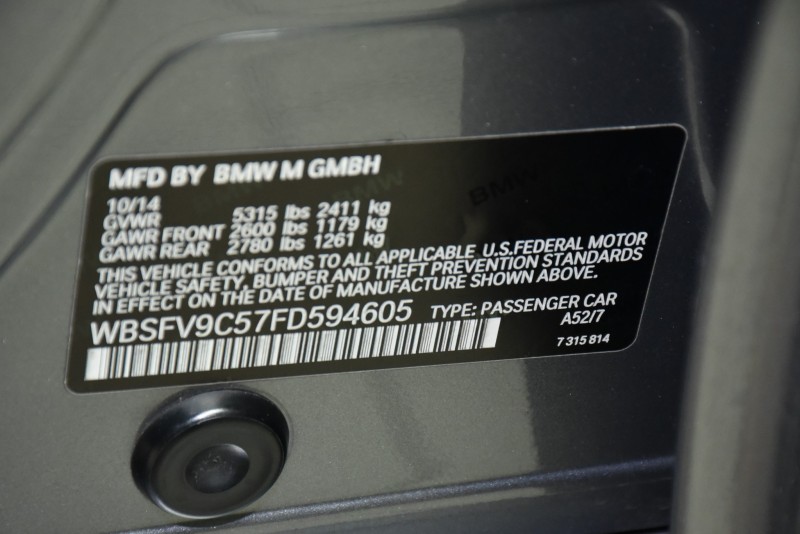 MFD BY BMW M GMBH
10/14
GVWR 5315 lbs 2411 kg
GAWR FRONT 2600 lbs 1179 kg
GAWR REAR 2780 lbs 1261 kg
THIS VEHICLE CONFORMS TO ALL APPLICABLE U.S.FEDERAL MOTOR
VEHICLE SAFETY, BUMPER AND THEFT PREVENTION STANDARDS
IN EFFECT ON THE DATE OF MANUFACTURE SHOWN ABOVE.
WBSFV9C57FD594605 TYPE: PASSENGER CAR
A52/7
7 315 814
BMW